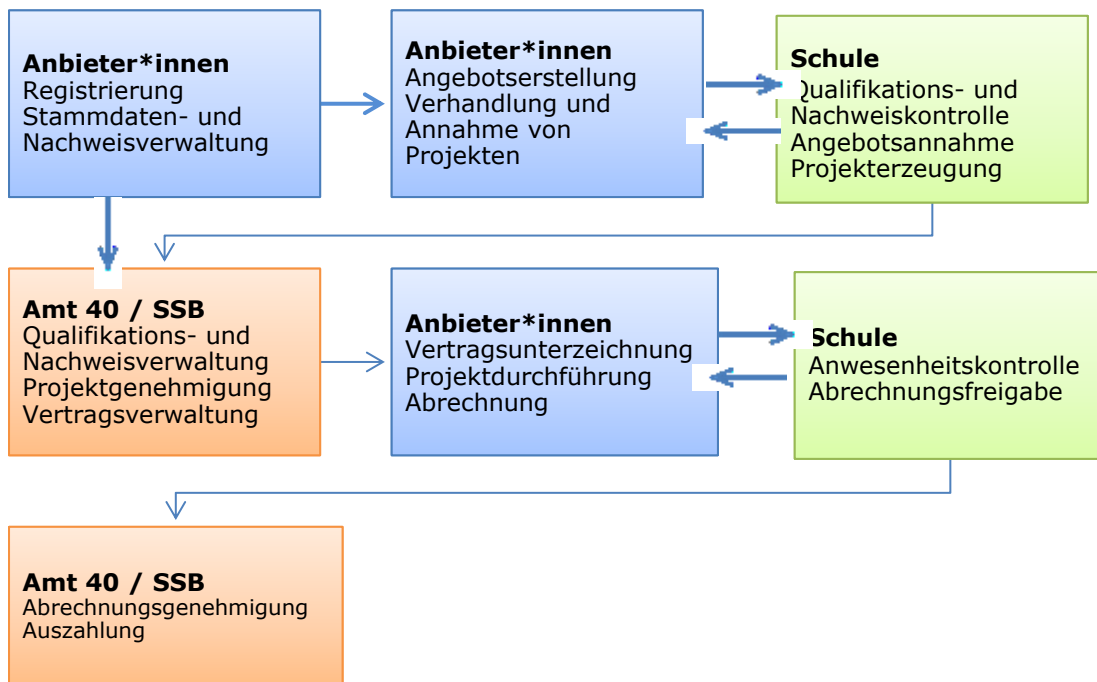 Anbieter*innen
Registrierung
Stammdaten- und
Nachweisverwaltung
Anbieter*innen
Angebotserstellung
Verhandlung und
Annahme von
Projekten
Schule
Qualifikations- und
Nachweiskontrolle
Angebotsannahme
Projekterzeugung
Amt 40 / SSB
Qualifikations- und
Nachweisverwaltung
Projektgenehmigung
Vertragsverwaltung
Anbieter*innen
Vertragsunterzeichnung
Projektdurchführung
Abrechnung
Schule
Anwesenheitskontrolle
Abrechnungsfreigabe
Amt 40 / SSB
Abrechnungsgenehmigung
Auszahlung